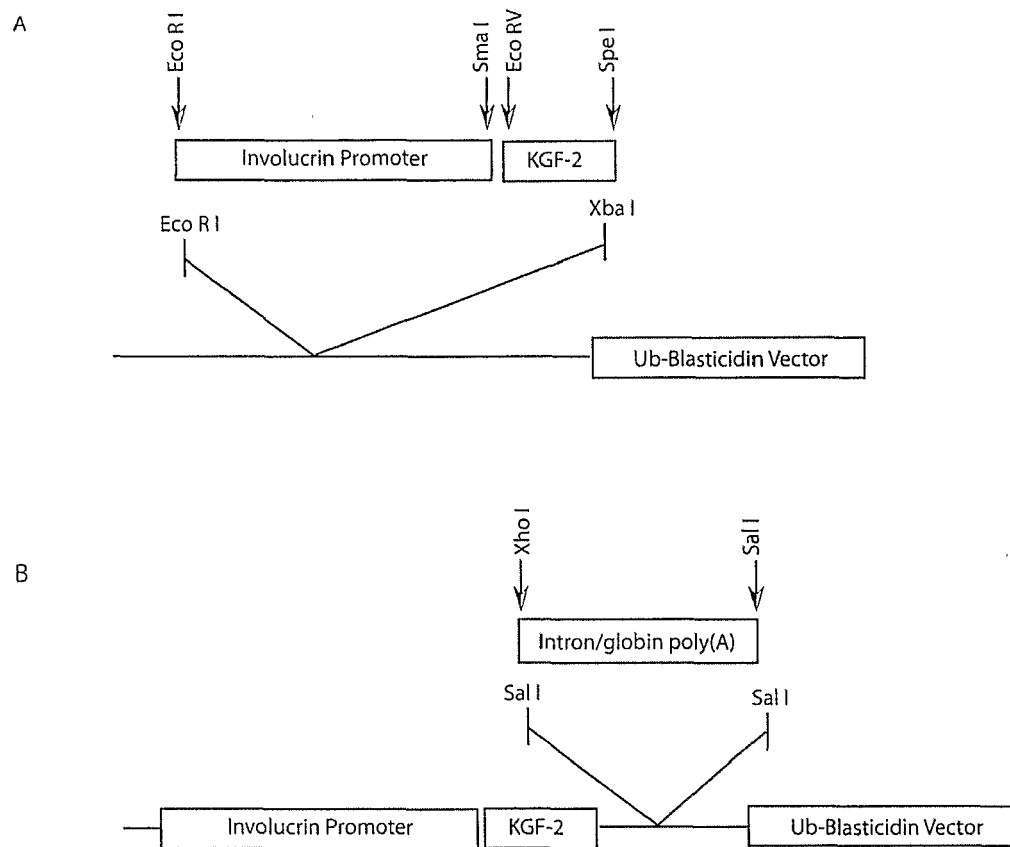 A
Eco R I
Sma I
Eco RV
Spe I
Involucrin Promoter
KGF-2
Eco R I
Xba I
Ub-Blasticidin Vector
B
Xho I
Sal I
Intron/globin poly(A)
Sal I
Sal I
Involucrin Promoter
KGF-2
Ub-Blasticidin Vector